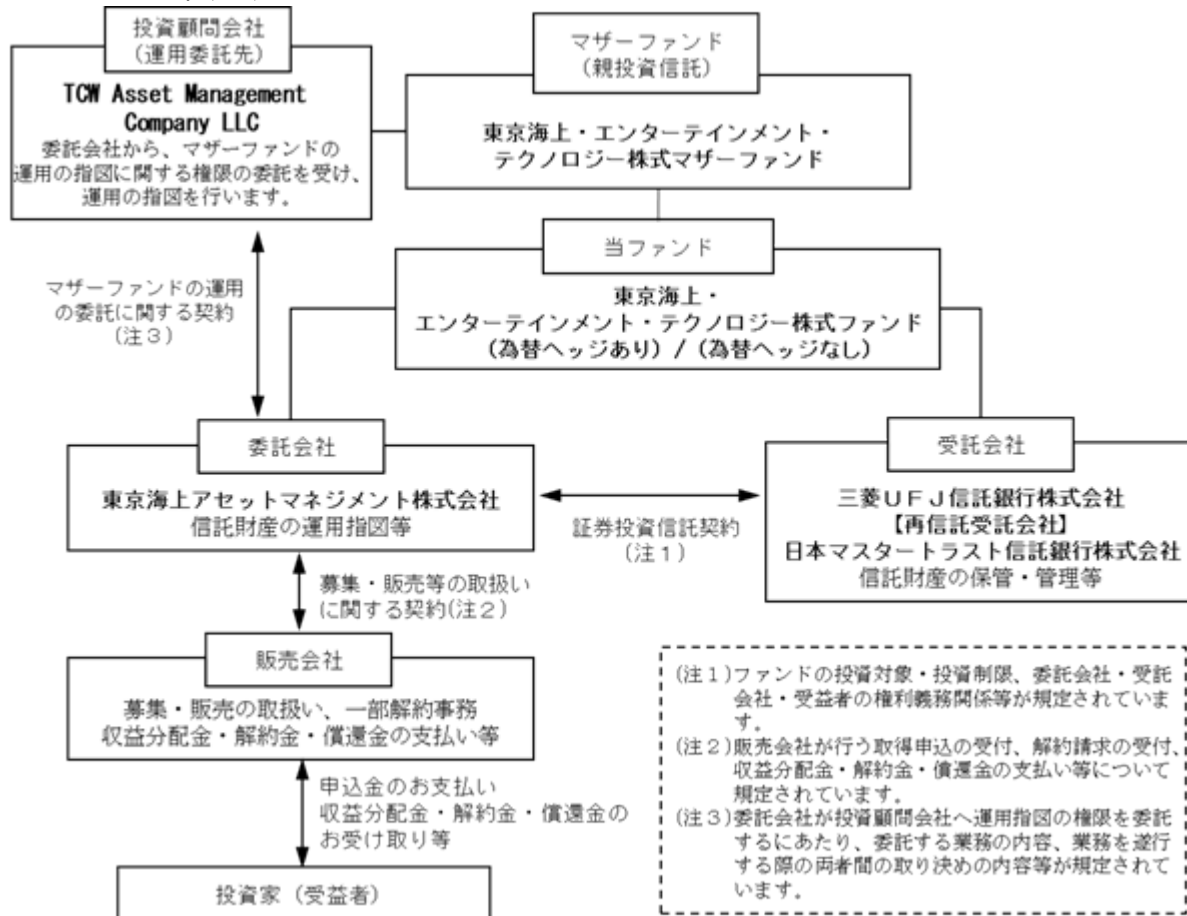 投資顧問会社
(運用委託先)
TCW Asset Management
Company LLC
委託会社から、マザーファンドの
運用の指図に関する権限の委託を受け、
運用の指図を行います。
マザーファンド
(親投資信託)
東京海上・エンターテインメント・
テクノロジー株式マザーファンド
当ファンド
東京海上・
エンターテインメント・テクノロジー株式ファンド
(為替ヘッジあり) / (為替ヘッジなし)
マザーファンドの運用
の委託に関する契約
(注3)
委託会社
東京海上アセットマネジメント株式会社
信託財産の運用指図等
証券投資信託契約
(注1)
受託会社
三菱UFJ信託銀行株式会社
【再信託受託会社】
日本マスタートラスト信託銀行株式会社
信託財産の保管・管理等
募集・販売等の取扱い
に関する契約(注2)
販売会社
募集・販売の取扱い、一部解約事務
収益分配金・解約金・償還金の支払い等
申込金のお支払い
収益分配金・解約金・償還金の
お受け取り等
投資家(受益者)
(注1)ファンドの投資対象・投資制限、委託会社・受託
会社・受益者の権利義務関係等が規定されていま
す。
(注2)販売会社が行う取得申込の受付、解約請求の受付、
収益分配金・解約金・償還金の支払い等について
規定されています。
(注3)委託会社が投資顧問会社へ運用指図の権限を委託
するにあたり、委託する業務の内容、業務を遂行
する際の両者間の取り決めの内容等が規定されて
います。